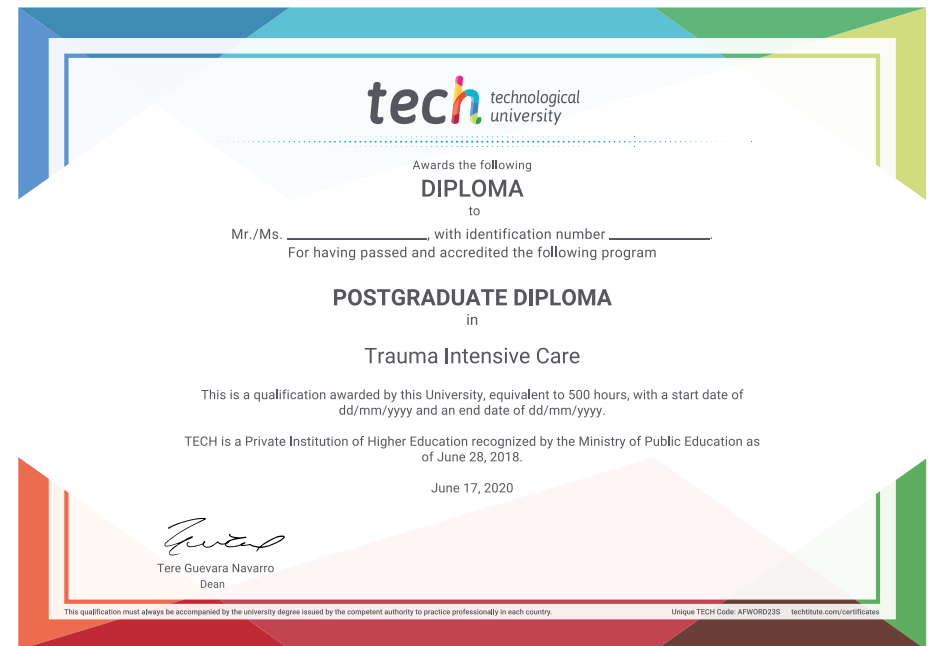 tech technological
university
Awards the following
DIPLOMA
to
Mr./Ms. ____________________, with identification number ______________.
For having passed and accredited the following program
POSTGRADUATE DIPLOMA
in
Trauma Intensive Care
This is a qualification awarded by this University, equivalent to 500 hours, with a start date of
dd/mm/yyyy and an end date of dd/mm/yyyy.
TECH is a Private Institution of Higher Education recognized by the Ministry of Public Education as
of June 28, 2018.
June 17, 2020
Tere Guevara Navarro
Dean
This qualification must always be accompanied by the university degree issued by the competent authority to practice professionally in each country.
Unique TECH Code: AFWORD23S techtitute.com/certificates